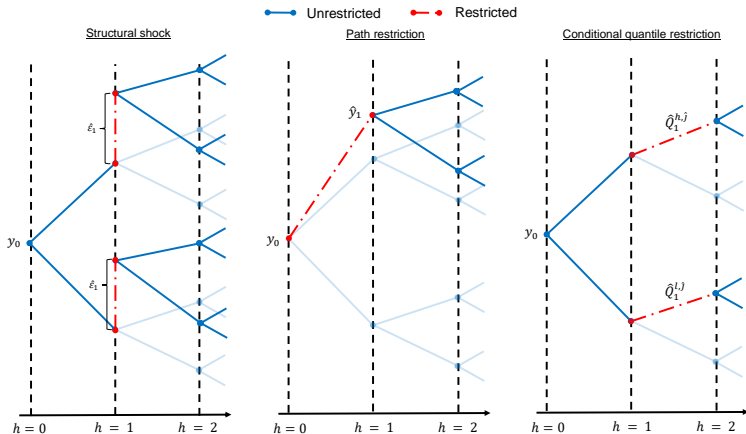 Unrestricted Restricted
Structural shock
Path restriction
Conditional quantile restriction
ε̂₁
ŷ₁
Q̂₁^{h,ĵ}
y₀
y₀
y₀
ε̂₁
Q̂₁^{l,ĵ}
h = 0 h = 1 h = 2
h = 0 h = 1 h = 2
h = 0 h = 1 h = 2